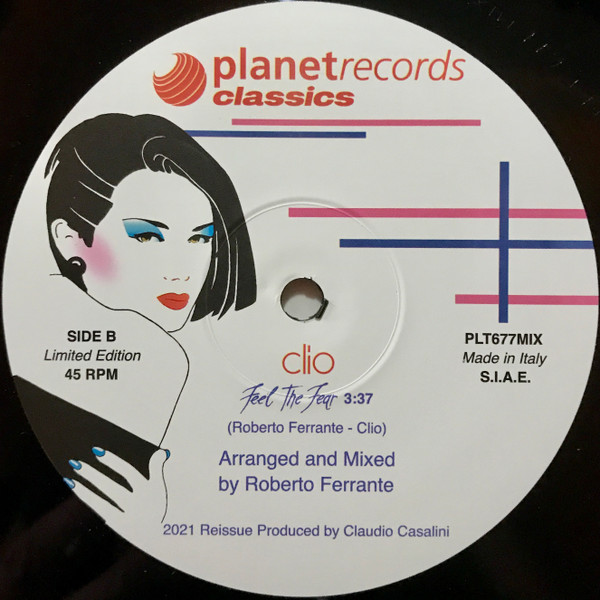 planetrecords
classics
SIDE B
Limited Edition
45 RPM
PLT677MIX
Made in Italy
S.I.A.E.
clio
Feel The Fear 3:37
(Roberto Ferrante - Clio)
Arranged and Mixed
by Roberto Ferrante
2021 Reissue Produced by Claudio Casalini